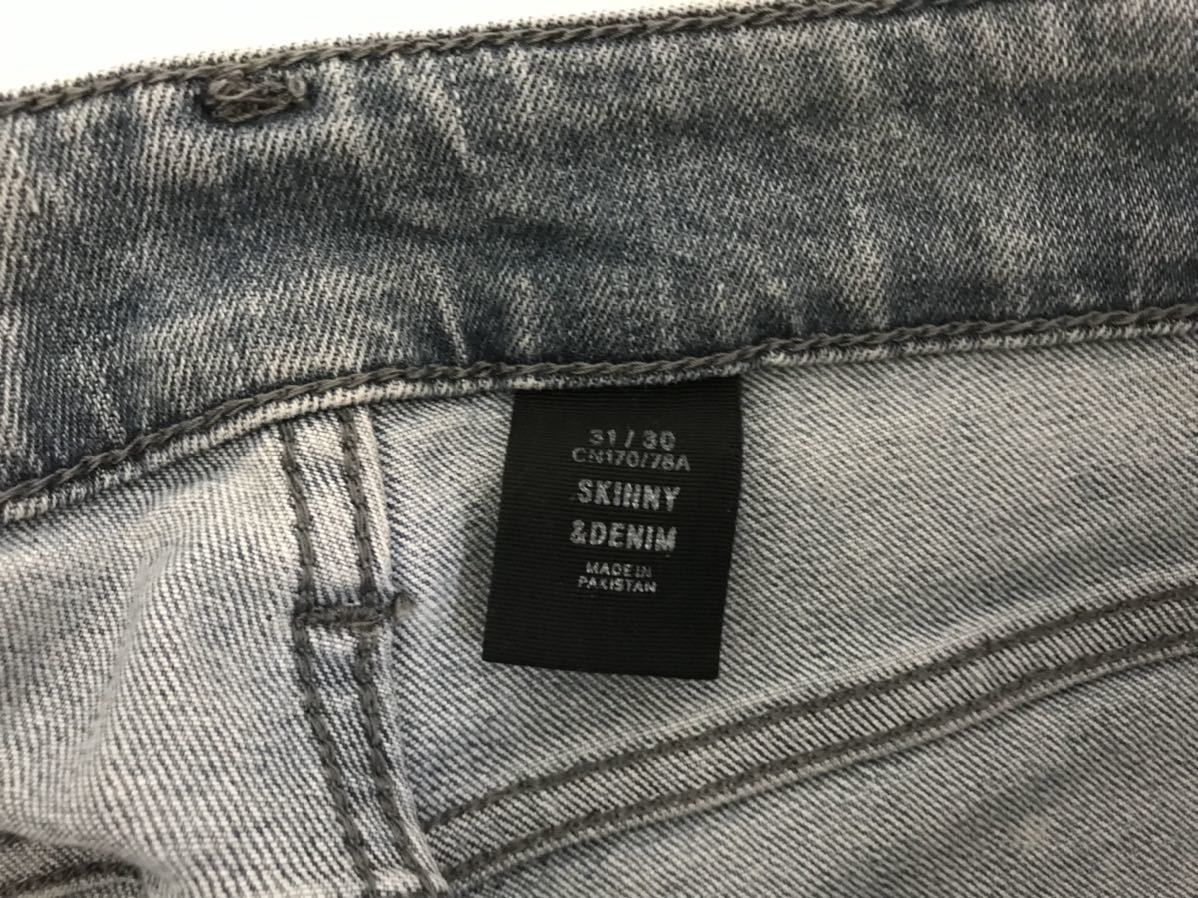 31 / 30
CN170/78A
SKINNY
&DENIM
MADE IN
PAKISTAN